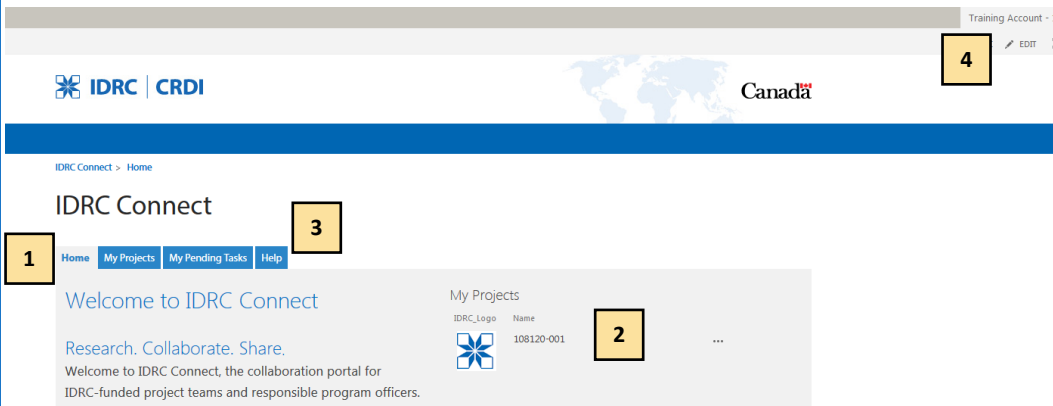 Training Account -
4
EDIT
IDRC | CRDI
Canada
IDRC Connect > Home
IDRC Connect
3
1
Home My Projects My Pending Tasks Help
Welcome to IDRC Connect
My Projects
IDRC_Logo Name
108120-001
2
...
Research. Collaborate. Share.
Welcome to IDRC Connect, the collaboration portal for
IDRC-funded project teams and responsible program officers.